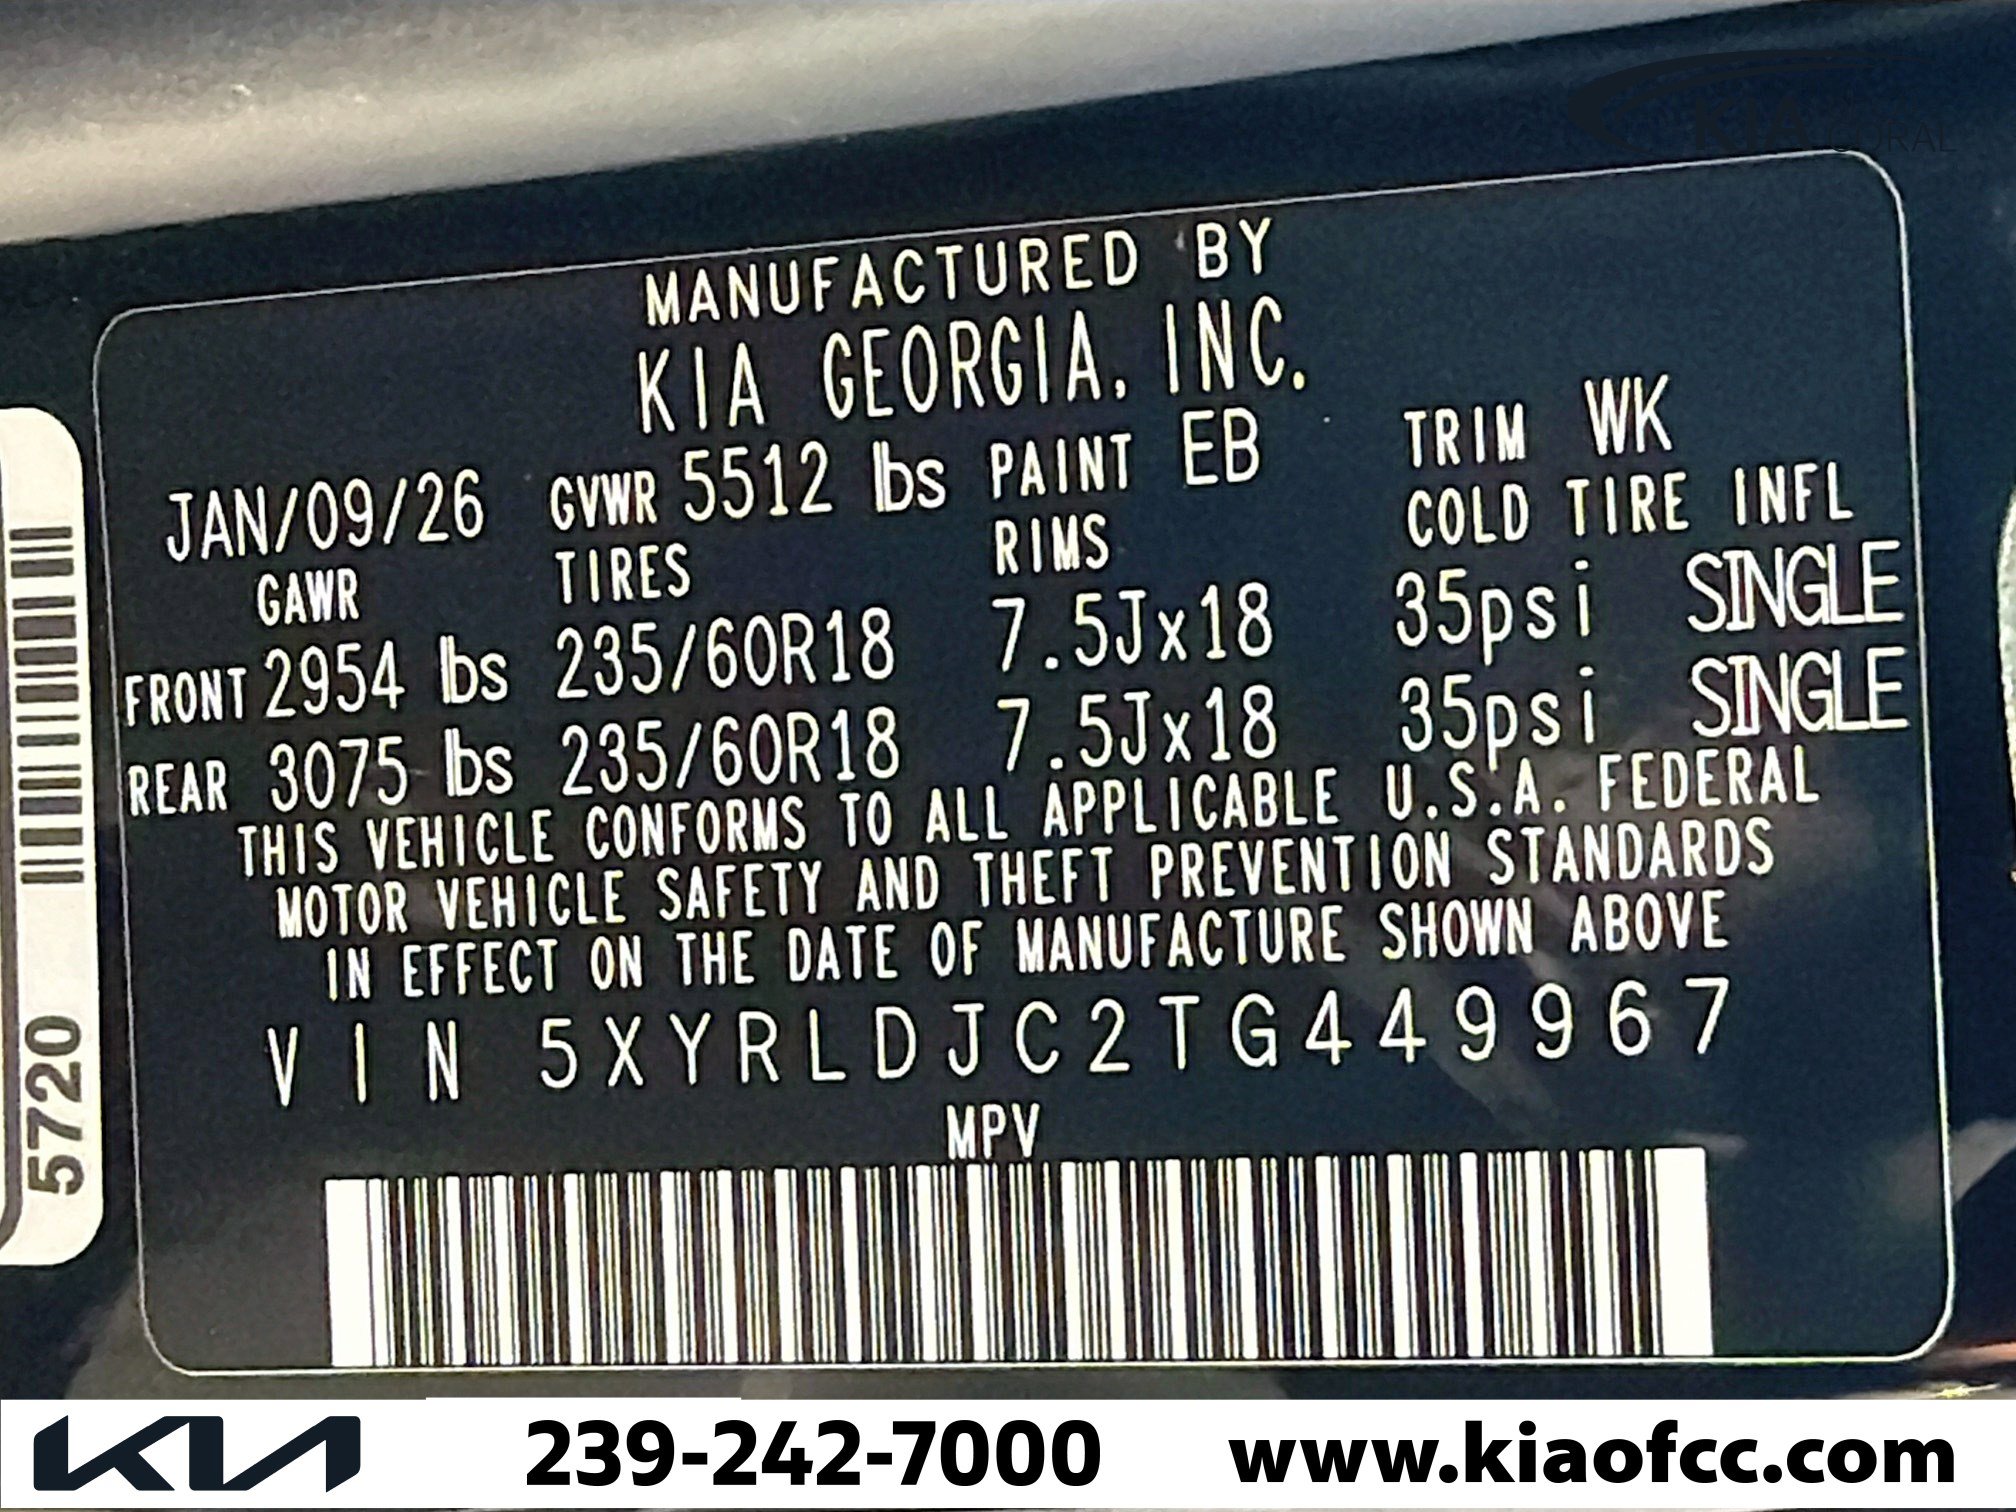 KIA CORAL
MANUFACTURED BY
KIA GEORGIA, INC.
JAN/09/26 GVWR 5512 lbs PAINT EB TRIM WK
GAWR TIRES RIMS COLD TIRE INFL
FRONT 2954 lbs 235/60R18 7.5Jx18 35psi SINGLE
REAR 3075 lbs 235/60R18 7.5Jx18 35psi SINGLE
THIS VEHICLE CONFORMS TO ALL APPLICABLE U.S.A. FEDERAL
MOTOR VEHICLE SAFETY AND THEFT PREVENTION STANDARDS
IN EFFECT ON THE DATE OF MANUFACTURE SHOWN ABOVE
VIN 5XYRLDJC2TG449967
MPV
5720
KIA 239-242-7000 www.kiaofcc.com